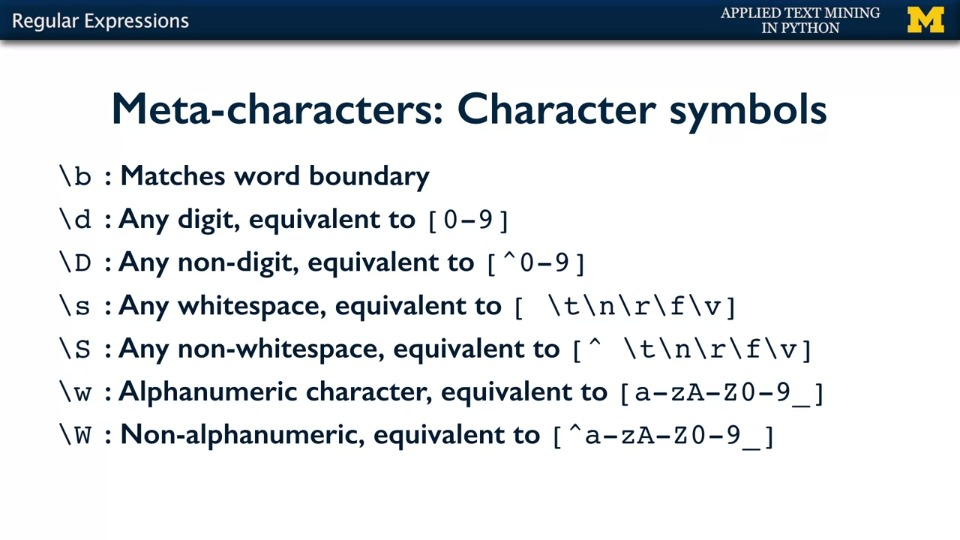 Regular Expressions
APPLIED TEXT MINING
IN PYTHON
M
Meta-characters: Character symbols
\b : Matches word boundary
\d : Any digit, equivalent to [0-9]
\D : Any non-digit, equivalent to [^0-9]
\s : Any whitespace, equivalent to [ \t\n\r\f\v]
\S : Any non-whitespace, equivalent to [^ \t\n\r\f\v]
\w : Alphanumeric character, equivalent to [a-zA-Z0-9_]
\W : Non-alphanumeric, equivalent to [^a-zA-Z0-9_]